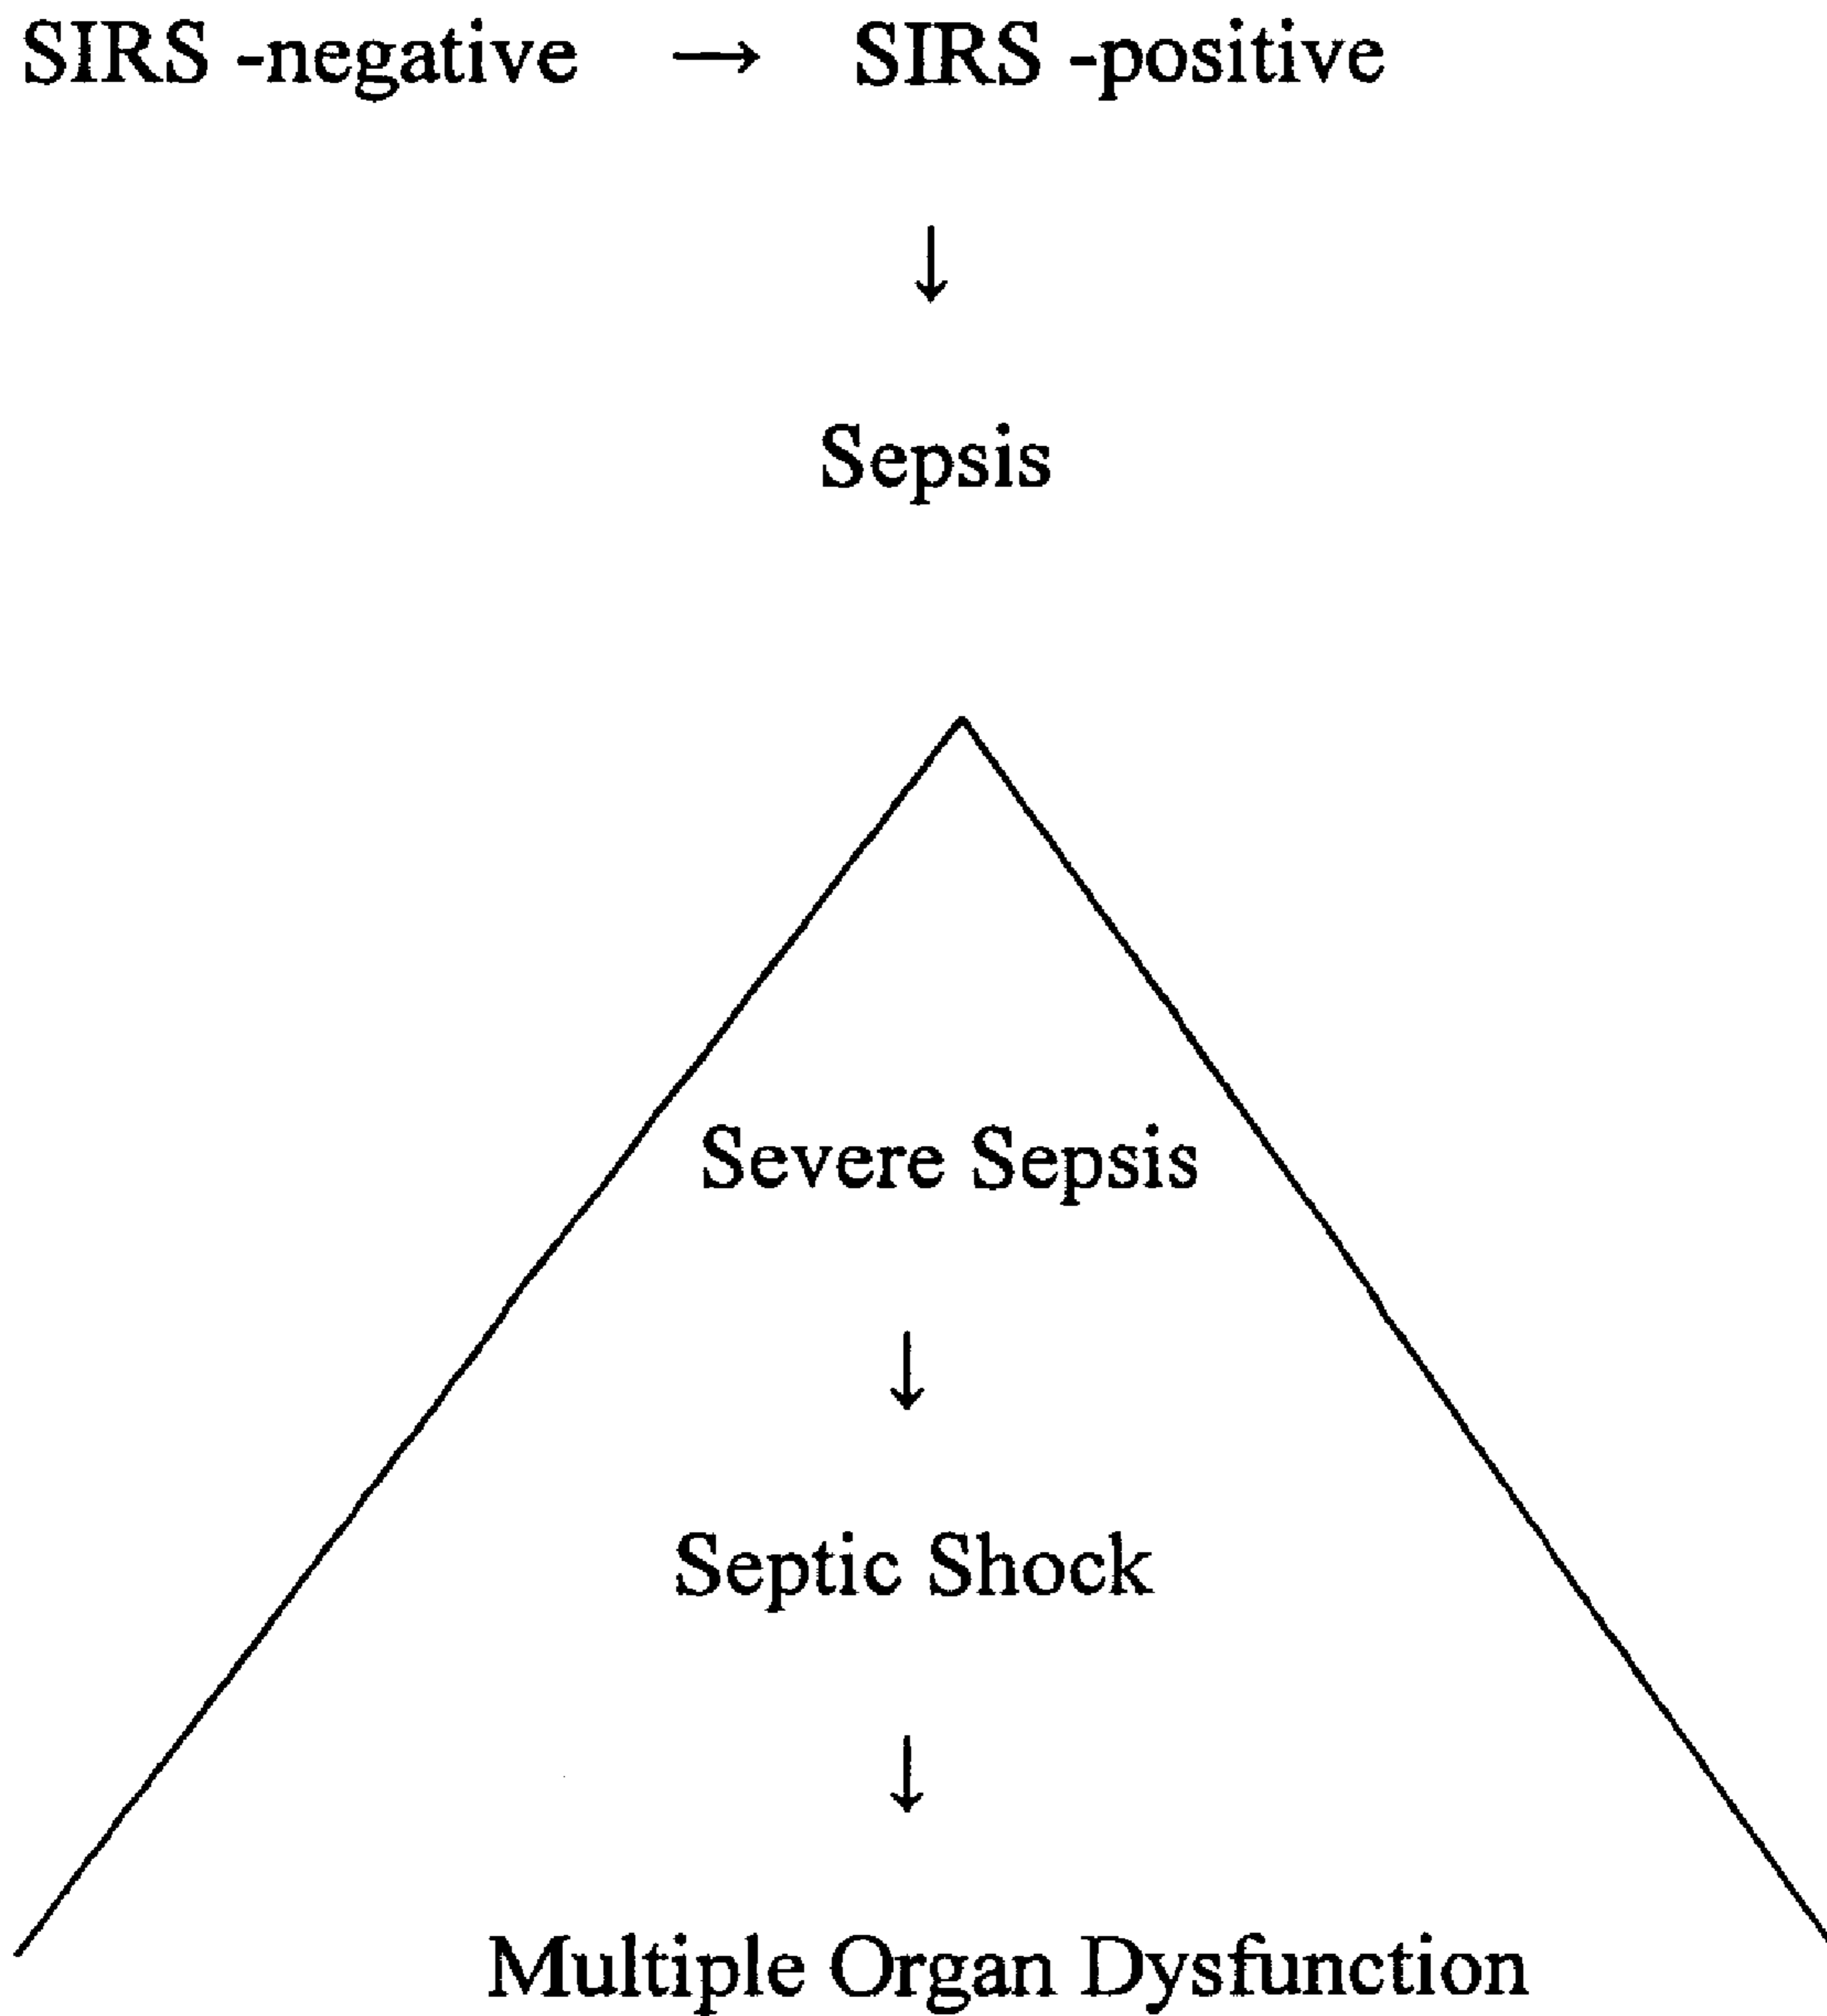 SIRS -negative → SIRS -positive
↓
Sepsis
Severe Sepsis
↓
Septic Shock
↓
Multiple Organ Dysfunction